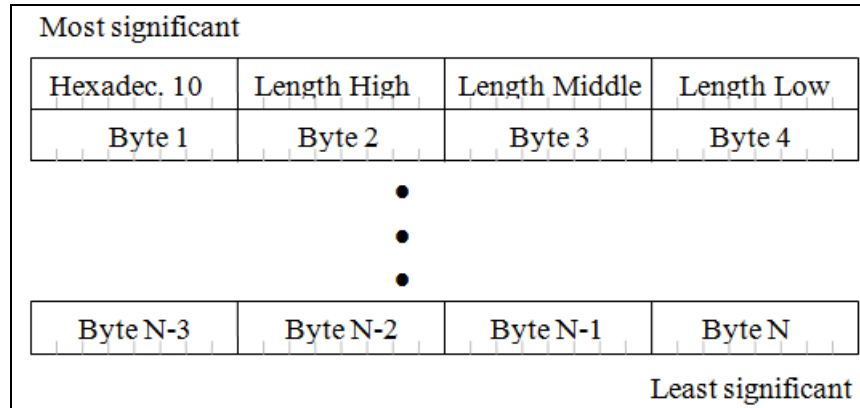 Most significant
Hexadec. 10 Length High Length Middle Length Low
Byte 1 Byte 2 Byte 3 Byte 4
Byte N-3 Byte N-2 Byte N-1 Byte N
Least significant